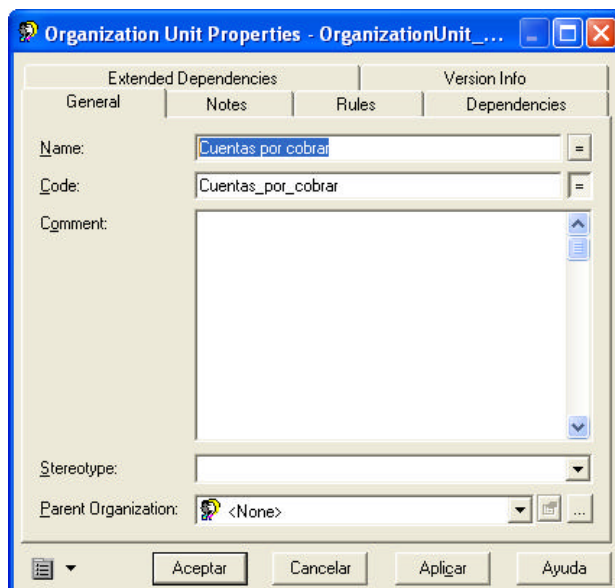 Organization Unit Properties - OrganizationUnit_...
Extended Dependencies Version Info
General Notes Rules Dependencies
Name: Cuentas por cobrar =
Code: Cuentas_por_cobrar =
Comment:
Stereotype:
Parent Organization: <None> ...
Aceptar Cancelar Aplicar Ayuda